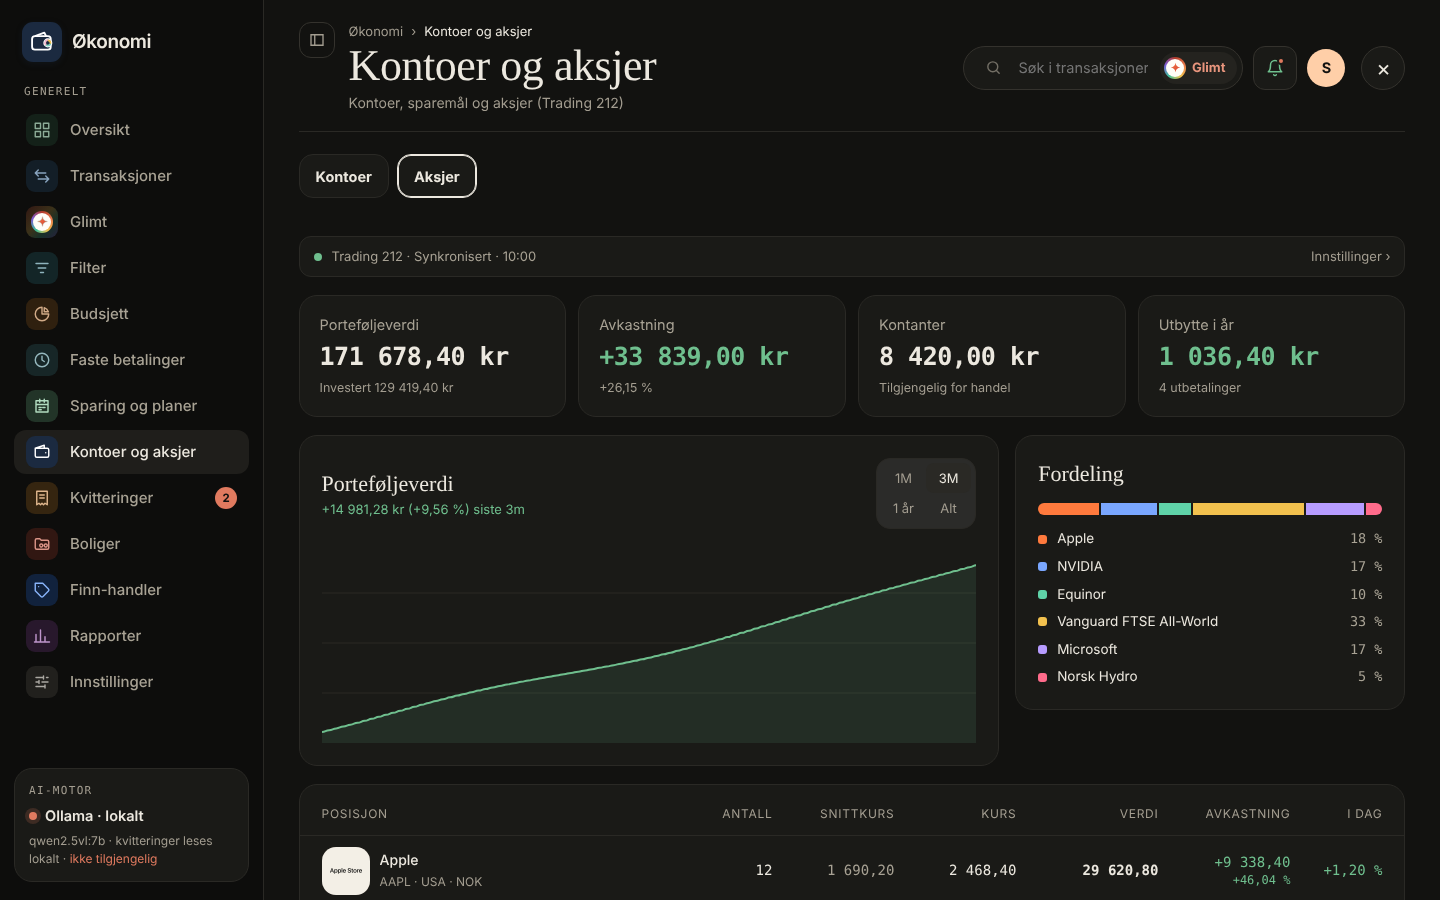 Økonomi
GENERELT
Oversikt
Transaksjoner
Glimt
Filter
Budsjett
Faste betalinger
Sparing og planer
Kontoer og aksjer
Kvitteringer 2
Boliger
Finn-handler
Rapporter
Innstillinger
AI-MOTOR
Ollama · lokalt
qwen2.5vl:7b · kvitteringer leses
lokalt · ikke tilgjengelig
Økonomi › Kontoer og aksjer
Kontoer og aksjer
Kontoer, sparemål og aksjer (Trading 212)
Søk i transaksjoner Glimt S ×
Kontoer Aksjer
Trading 212 · Synkronisert · 10:00 Innstillinger ›
Porteføljeverdi
171 678,40 kr
Investert 129 419,40 kr
Avkastning
+33 839,00 kr
+26,15 %
Kontanter
8 420,00 kr
Tilgjengelig for handel
Utbytte i år
1 036,40 kr
4 utbetalinger
Porteføljeverdi
+14 981,28 kr (+9,56 %) siste 3m
1M 3M
1 år Alt
Fordeling
Apple 18 %
NVIDIA 17 %
Equinor 10 %
Vanguard FTSE All-World 33 %
Microsoft 17 %
Norsk Hydro 5 %
POSISJON ANTALL SNITTKURS KURS VERDI AVKASTNING I DAG
Apple Store
Apple 12 1 690,20 2 468,40 29 620,80 +9 338,40 +1,20 %
AAPL · USA · NOK +46,04 %